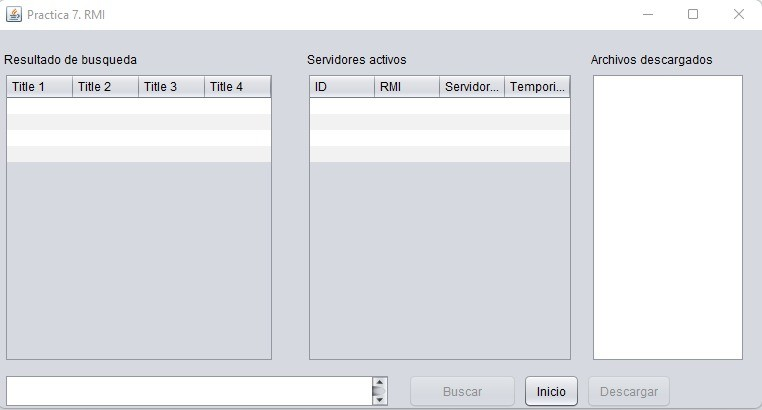 Practica 7. RMI
Resultado de busqueda
Servidores activos
Archivos descargados
Title 1 Title 2 Title 3 Title 4
ID RMI Servidor... Tempori...
Buscar Inicio Descargar